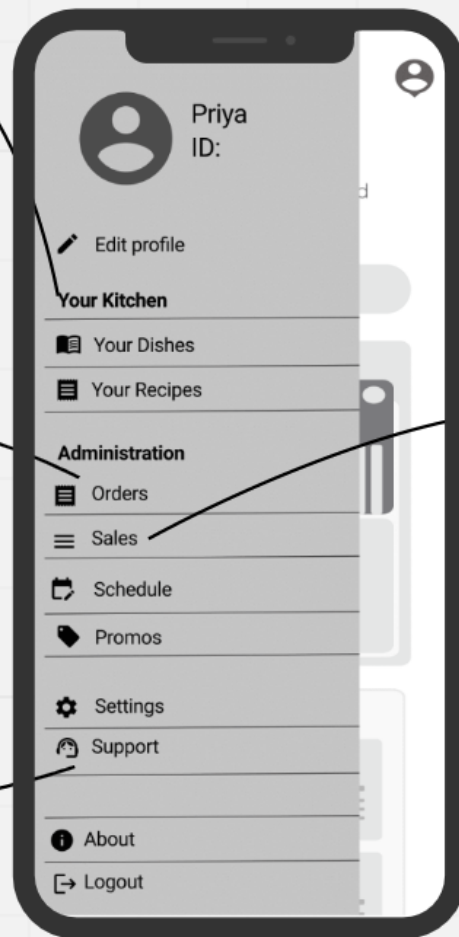 Priya
ID:
d
Edit profile
Your Kitchen
Your Dishes
Your Recipes
Administration
Orders
Sales
Schedule
Promos
Settings
Support
About
Logout